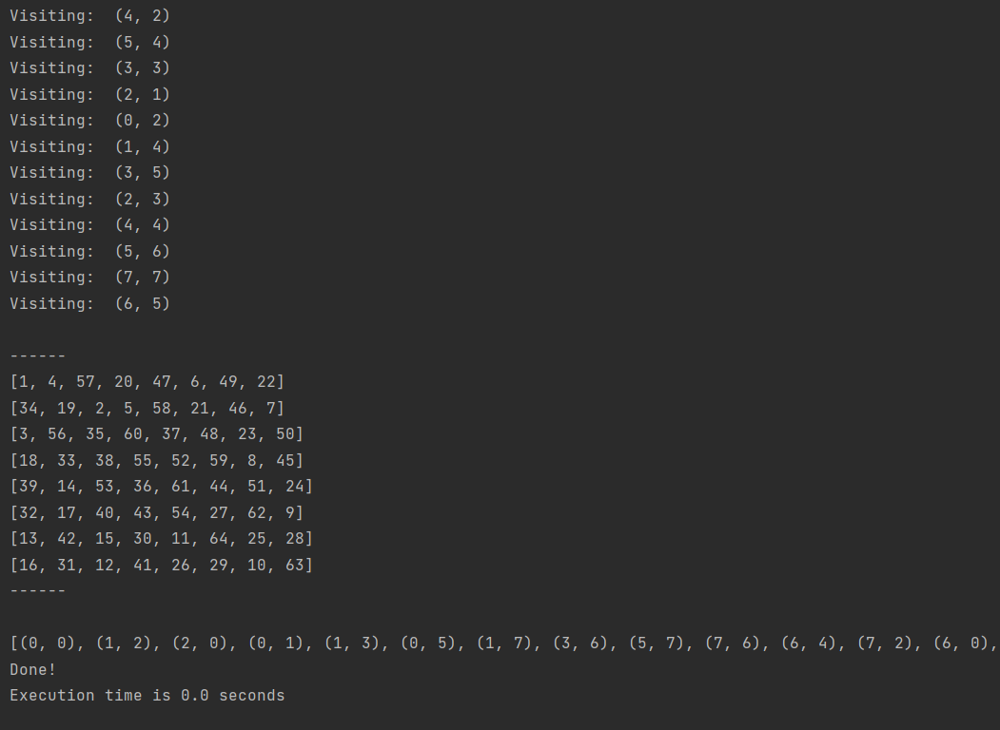 Visiting:  (4, 2)
Visiting:  (5, 4)
Visiting:  (3, 3)
Visiting:  (2, 1)
Visiting:  (0, 2)
Visiting:  (1, 4)
Visiting:  (3, 5)
Visiting:  (2, 3)
Visiting:  (4, 4)
Visiting:  (5, 6)
Visiting:  (7, 7)
Visiting:  (6, 5)
------
[1, 4, 57, 20, 47, 6, 49, 22]
[34, 19, 2, 5, 58, 21, 46, 7]
[3, 56, 35, 60, 37, 48, 23, 50]
[18, 33, 38, 55, 52, 59, 8, 45]
[39, 14, 53, 36, 61, 44, 51, 24]
[32, 17, 40, 43, 54, 27, 62, 9]
[13, 42, 15, 30, 11, 64, 25, 28]
[16, 31, 12, 41, 26, 29, 10, 63]
------
[(0, 0), (1, 2), (2, 0), (0, 1), (1, 3), (0, 5), (1, 7), (3, 6), (5, 7), (7, 6), (6, 4), (7, 2), (6, 0),
Done!
Execution time is 0.0 seconds